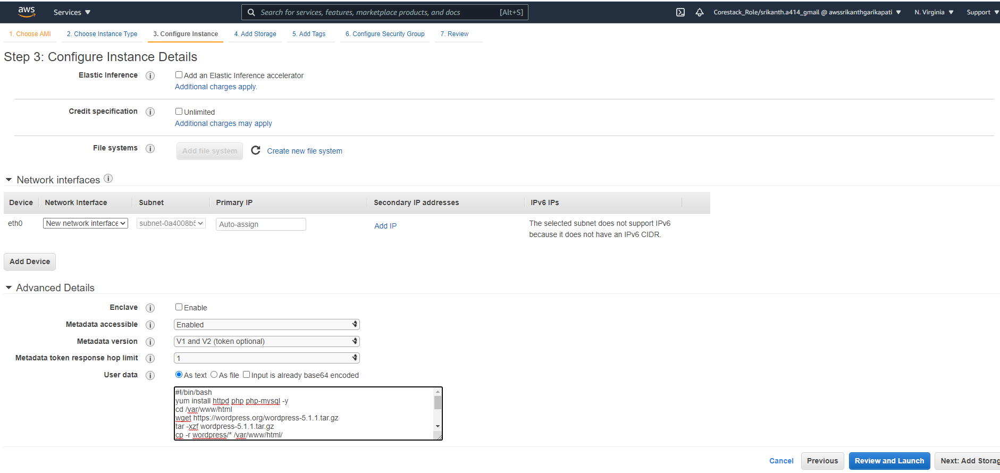 aws
Services
Search for services, features, marketplace products, and docs [Alt+S]
Corestack_Role/srikanth.a414_gmail @ awssrikanthgarikapati
N. Virginia
Support
1. Choose AMI
2. Choose Instance Type
3. Configure Instance
4. Add Storage
5. Add Tags
6. Configure Security Group
7. Review
Step 3: Configure Instance Details
Elastic Inference
Add an Elastic Inference accelerator
Additional charges apply.
Credit specification
Unlimited
Additional charges may apply
File systems
Add file system
Create new file system
Network interfaces
Device Network Interface Subnet Primary IP Secondary IP addresses IPv6 IPs
eth0 New network interface subnet-0a4008b5 Auto-assign Add IP The selected subnet does not support IPv6
because it does not have an IPv6 CIDR.
Add Device
Advanced Details
Enclave
Enable
Metadata accessible
Enabled
Metadata version
V1 and V2 (token optional)
Metadata token response hop limit
1
User data
As text As file Input is already base64 encoded
#!/bin/bash
yum install httpd php php-mysql -y
cd /var/www/html
wget https://wordpress.org/wordpress-5.1.1.tar.gz
tar -xzf wordpress-5.1.1.tar.gz
cp -r wordpress/* /var/www/html/
Cancel
Previous
Review and Launch
Next: Add Storag